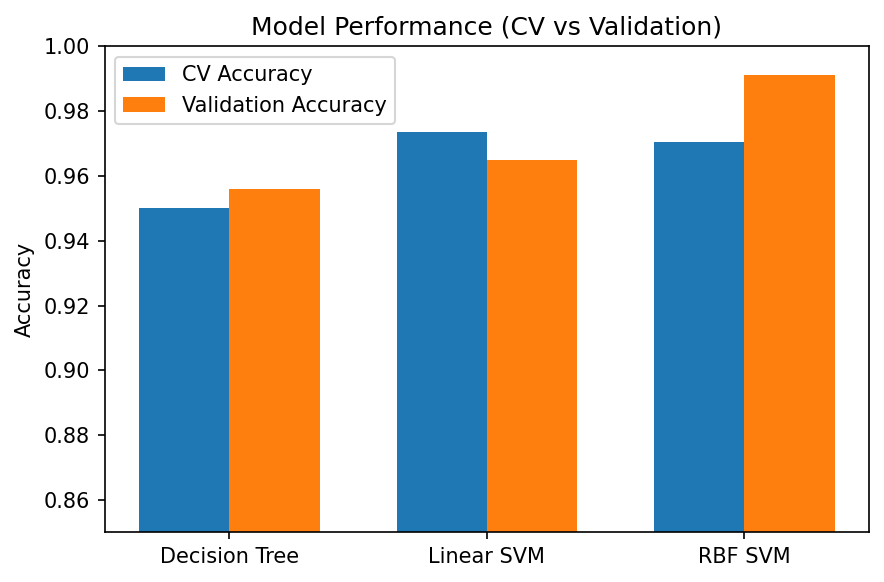 Model Performance (CV vs Validation)
CV Accuracy
Validation Accuracy
Accuracy
1.00
0.98
0.96
0.94
0.92
0.90
0.88
0.86
Decision Tree
Linear SVM
RBF SVM